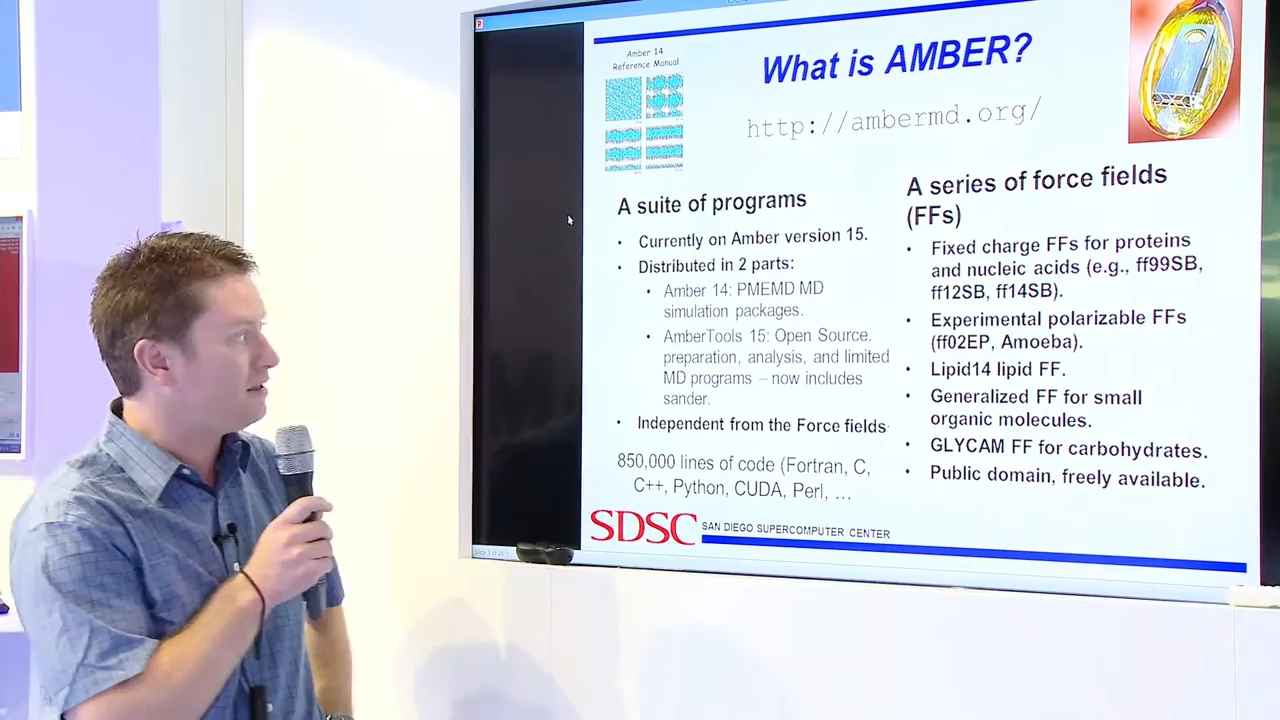 Amber 14
Reference Manual
What is AMBER?
http://ambermd.org/
A suite of programs
• Currently on Amber version 15.
• Distributed in 2 parts:
• Amber 14: PMEMD MD
simulation packages.
• AmberTools 15: Open Source.
preparation, analysis, and limited
MD programs – now includes
sander.
• Independent from the Force fields
850,000 lines of code (Fortran, C,
C++, Python, CUDA, Perl, …
A series of force fields
(FFs)
• Fixed charge FFs for proteins
and nucleic acids (e.g., ff99SB,
ff12SB, ff14SB).
• Experimental polarizable FFs
(ff02EP, Amoeba).
• Lipid14 lipid FF.
• Generalized FF for small
organic molecules.
• GLYCAM FF for carbohydrates.
• Public domain, freely available.
SDSC SAN DIEGO SUPERCOMPUTER CENTER